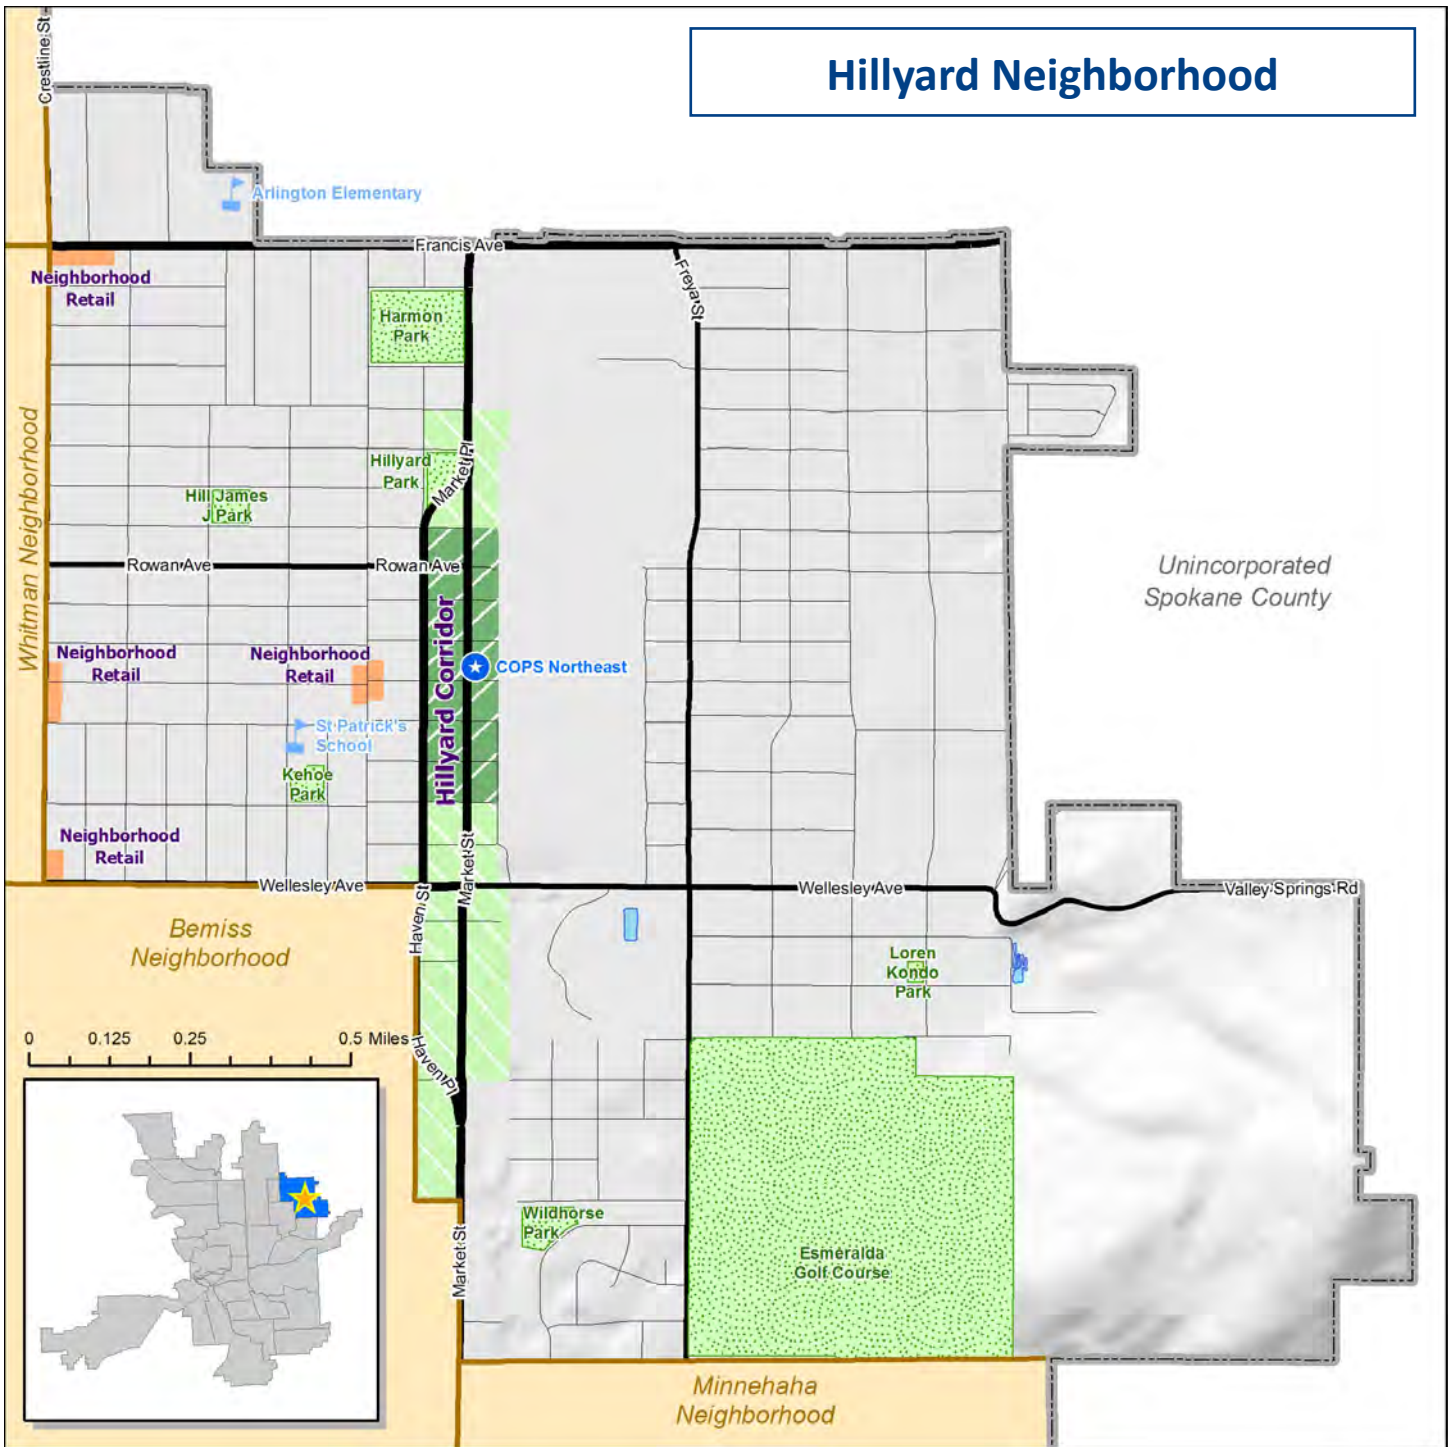 Hillyard Neighborhood
Crestline St
Arlington Elementary
Francis Ave
Neighborhood
Retail
Freya St
Harmon
Park
Whitman Neighborhood
Hillyard
Park
Market Pl
Hill James
J Park
Rowan Ave
Rowan Ave
Unincorporated
Spokane County
Hillyard Corridor
Neighborhood
Retail
Neighborhood
Retail
COPS Northeast
St Patrick's
School
Kehoe
Park
Neighborhood
Retail
Market St
Wellesley Ave
Wellesley Ave
Valley Springs Rd
Haven St
Bemiss
Neighborhood
Loren
Kondo
Park
0 0.125 0.25 0.5 Miles
Haven Pl
Wildhorse
Park
Market St
Esmeralda
Golf Course
Minnehaha
Neighborhood